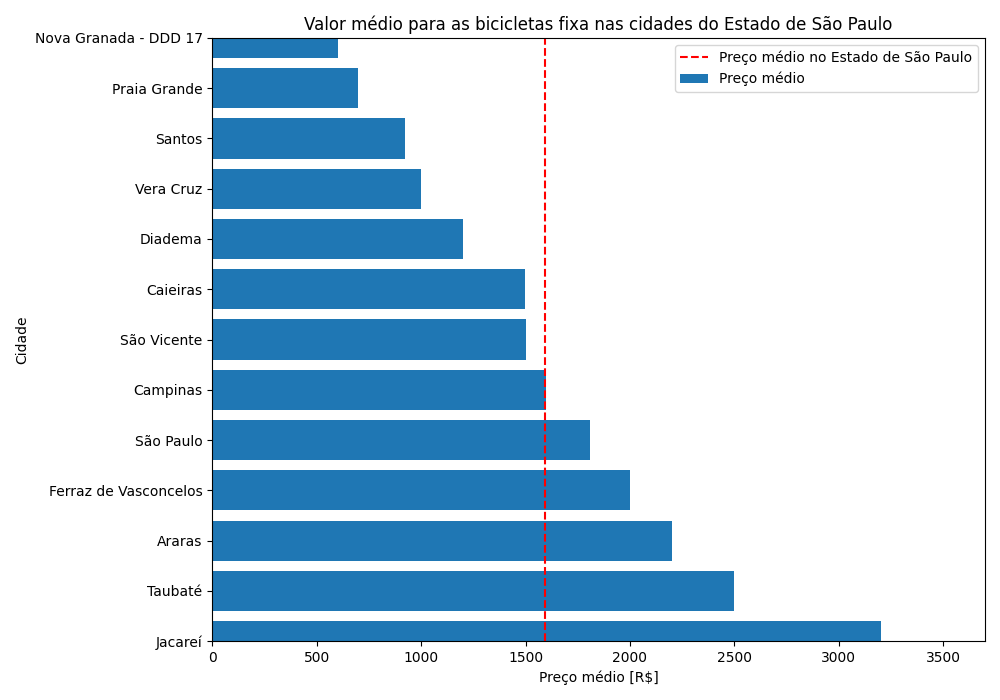 Valor médio para as bicicletas fixa nas cidades do Estado de São Paulo
Preço médio no Estado de São Paulo
Preço médio
Cidade
Nova Granada - DDD 17
Praia Grande
Santos
Vera Cruz
Diadema
Caieiras
São Vicente
Campinas
São Paulo
Ferraz de Vasconcelos
Araras
Taubaté
Jacareí
0 500 1000 1500 2000 2500 3000 3500
Preço médio [R$]